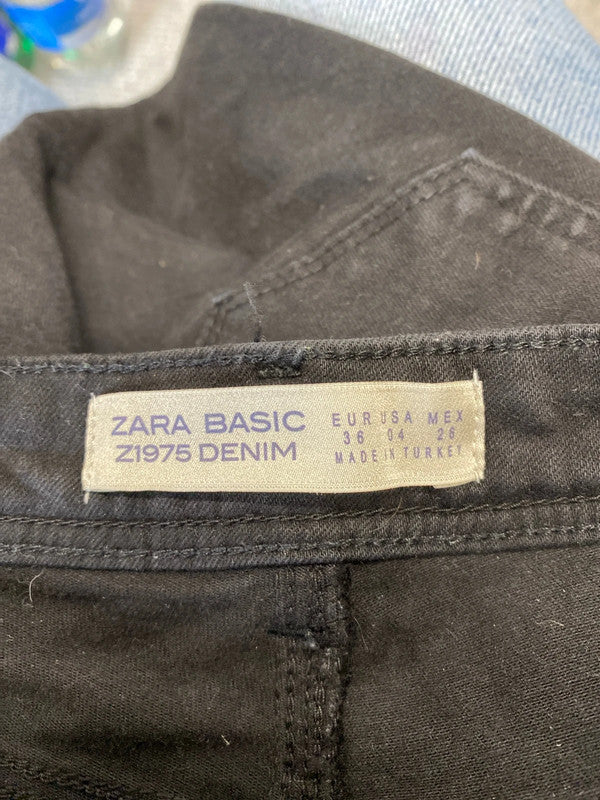 ZARA BASIC
Z1975 DENIM
EUR USA MEX
36 04 26
MADE IN TURKEY